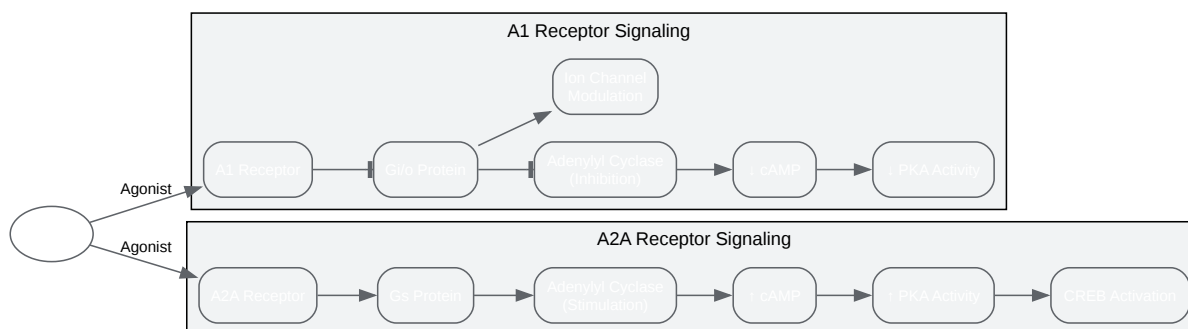 A1 Receptor Signaling
Ion Channel
Modulation
A1 Receptor
Gi/o Protein
Adenylyl Cyclase
(Inhibition)
↓ cAMP
↓ PKA Activity
Agonist
Agonist
A2A Receptor Signaling
A2A Receptor
Gs Protein
Adenylyl Cyclase
(Stimulation)
↑ cAMP
↑ PKA Activity
CREB Activation